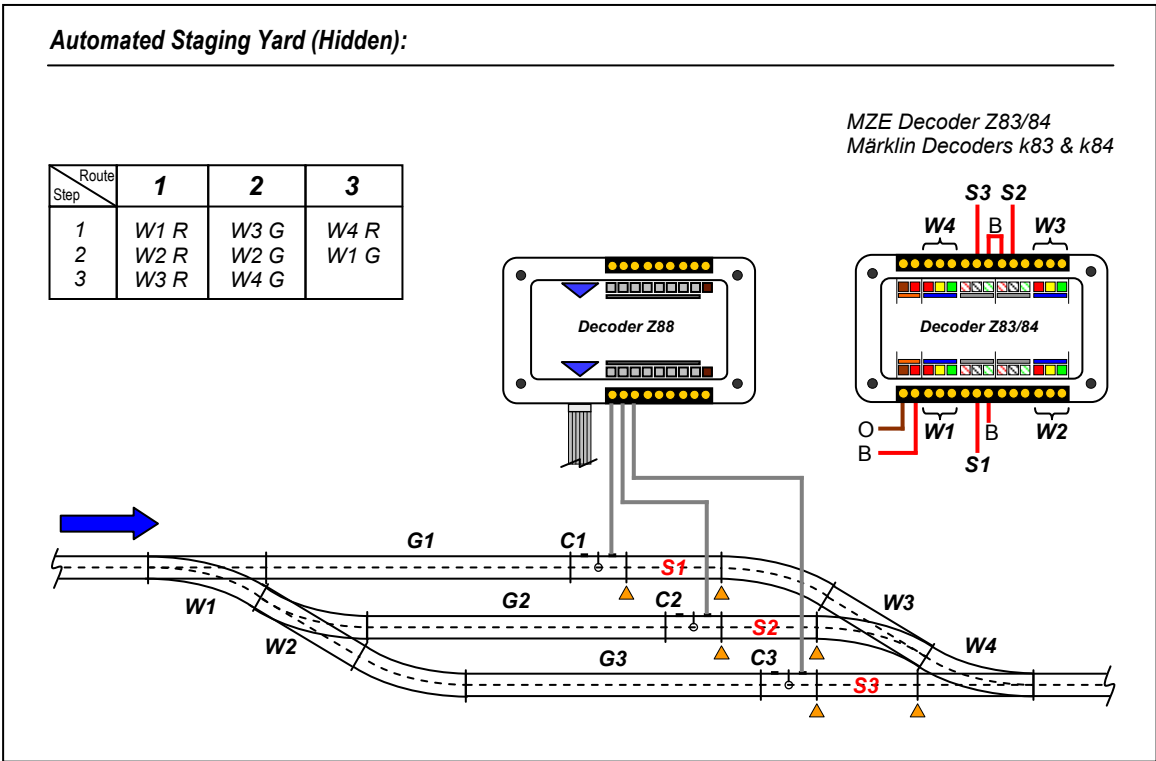 Automated Staging Yard (Hidden):
MZE Decoder Z83/84
Märklin Decoders k83 & k84
Route 1 2 3
Step
1 W1 R W3 G W4 R
2 W2 R W2 G W1 G
3 W3 R W4 G
S3 S2
W4 B W3
Decoder Z88
Decoder Z83/84
O W1 B W2
B S1
G1 C1 S1
W1 G2 C2 S2 W3
W2 G3 C3 S3 W4